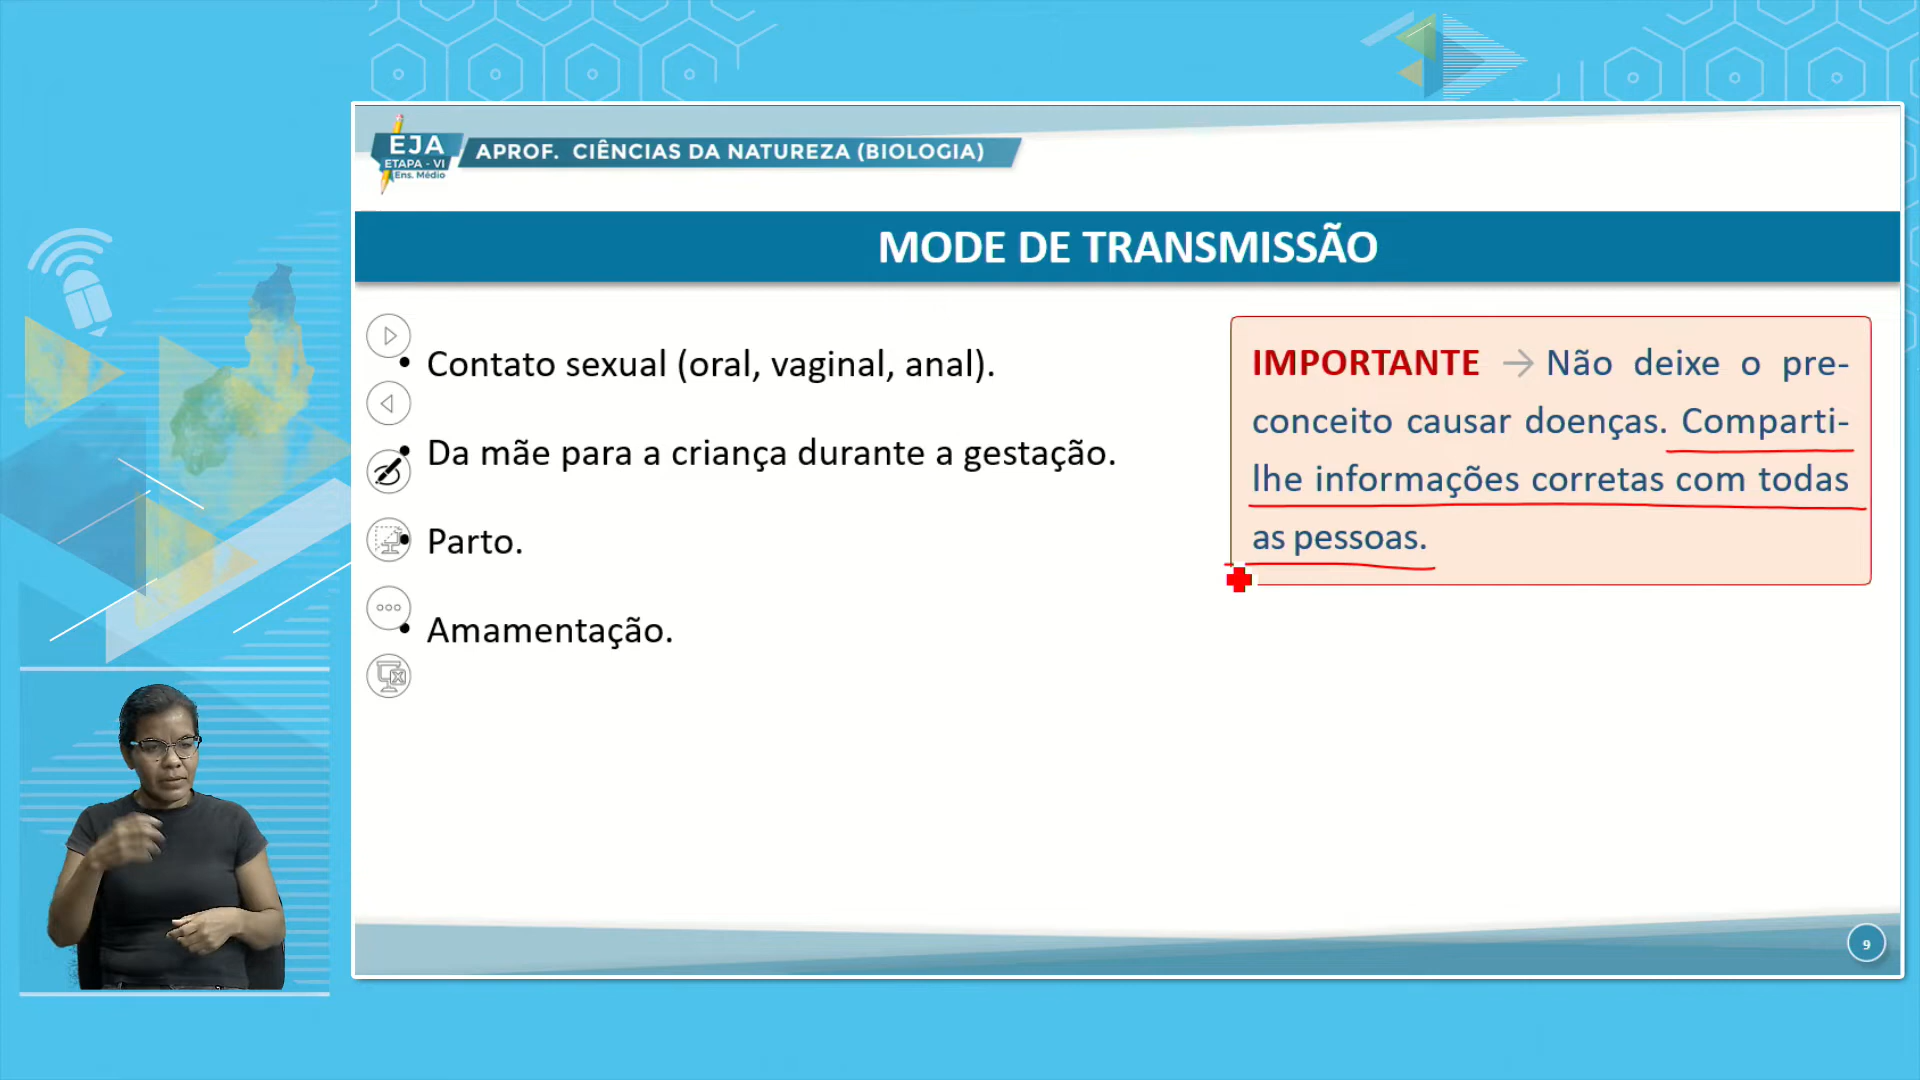 EJA
ETAPA - VI
Ens. Médio
APROF. CIÊNCIAS DA NATUREZA (BIOLOGIA)
MODE DE TRANSMISSÃO
• Contato sexual (oral, vaginal, anal).
• Da mãe para a criança durante a gestação.
• Parto.
• Amamentação.
IMPORTANTE → Não deixe o pre-
conceito causar doenças. Comparti-
lhe informações corretas com todas
as pessoas.
9